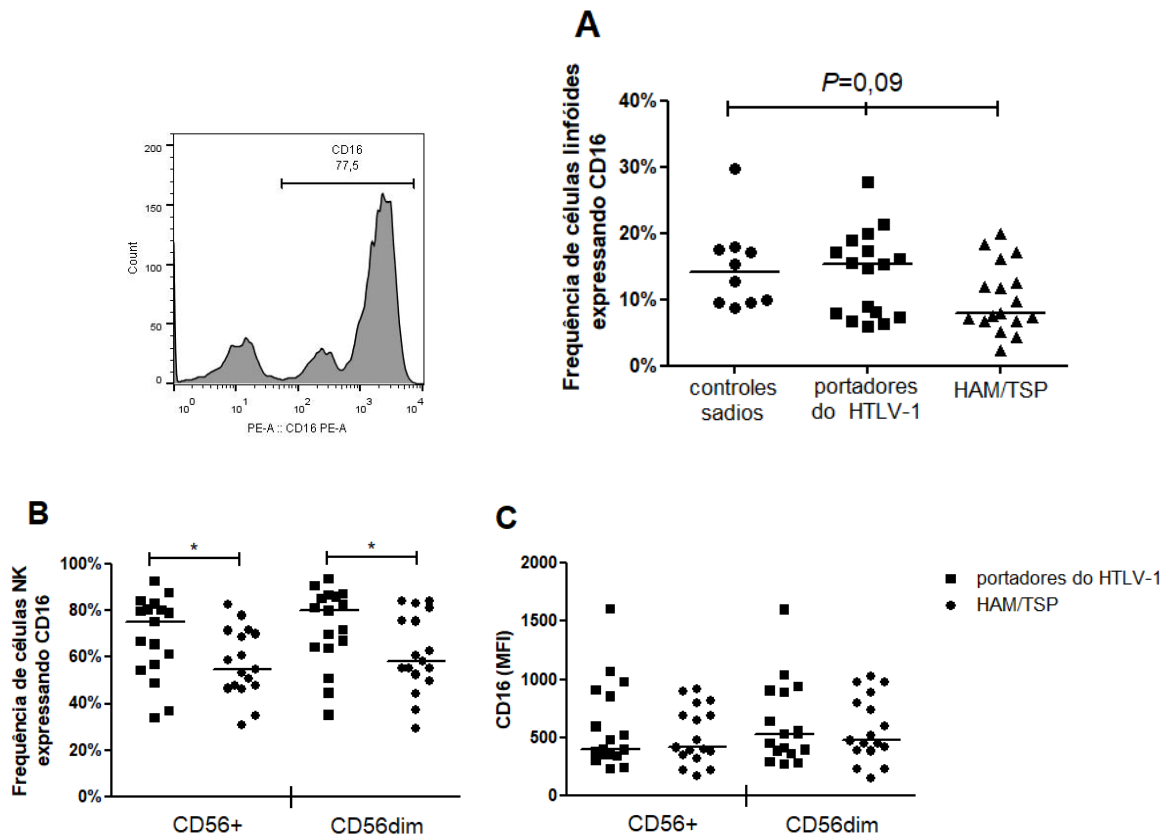 A
P=0,09
Frequência de células linfóides
expressando CD16
40%
30%
20%
10%
0%
controles
sadios
portadores
do HTLV-1
HAM/TSP
CD16
77,5
200
150
100
50
0
Count
10^0
10^1
10^2
10^3
10^4
PE-A :: CD16 PE-A
B
*
*
Frequência de células NK
expressando CD16
100%
80%
60%
40%
20%
0%
CD56+
CD56dim
C
CD16 (MFI)
2000
1500
1000
500
0
CD56+
CD56dim
portadores do HTLV-1
HAM/TSP